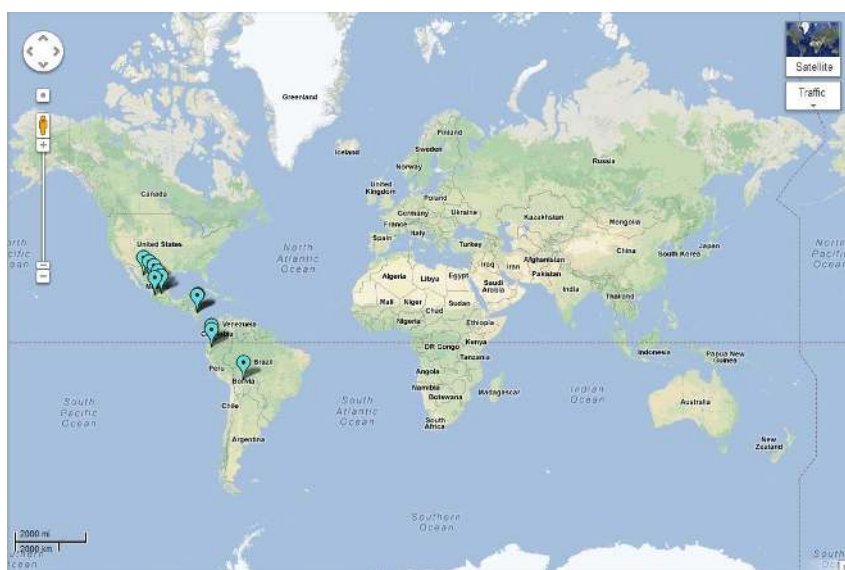 Satellite
Traffic
Greenland
Iceland
Finland
Sweden
Norway
Russia
Canada
United
Kingdom
Poland
Germany
Ukraine
Kazakhstan
Mongolia
France
Italy
Spain
Turkey
United States
North
Atlantic
Ocean
China
South Korea
Japan
Afghanistan
Pakistan
Iraq
Iran
Algeria
Libya
Egypt
Saudi
Arabia
India
Thailand
Mali
Niger
Chad
Sudan
Nigeria
Ethiopia
Venezuela
DR Congo
Kenya
Tanzania
Indonesia
Papua New
Guinea
Peru
Brazil
Bolivia
Angola
Namibia
Botswana
Madagascar
Indian
Ocean
Australia
Chile
South
Pacific
Ocean
South
Atlantic
Ocean
South
Africa
Argentina
New
Zealand
Southern
Ocean
2000 mi
2000 km